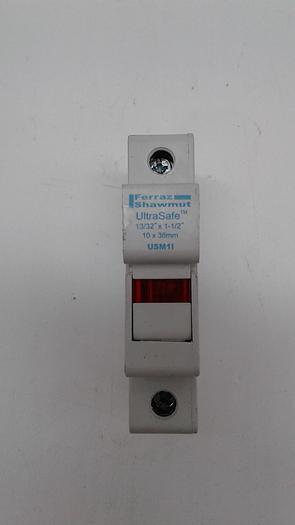 Ferraz
Shawmut
UltraSafe™
13/32" x 1-1/2"
10 x 38mm
USM1I